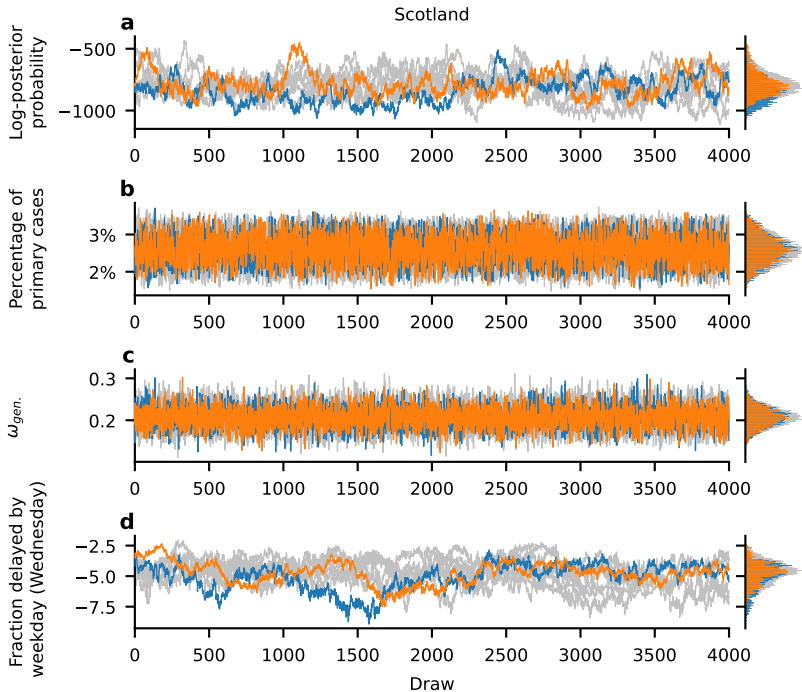 Scotland
a
Log-posterior
probability
−500
−1000
0 500 1000 1500 2000 2500 3000 3500 4000
b
Percentage of
primary cases
3%
2%
0 500 1000 1500 2000 2500 3000 3500 4000
c
ω_gen.
0.3
0.2
0 500 1000 1500 2000 2500 3000 3500 4000
d
Fraction delayed by
weekday (Wednesday)
−2.5
−5.0
−7.5
0 500 1000 1500 2000 2500 3000 3500 4000
Draw